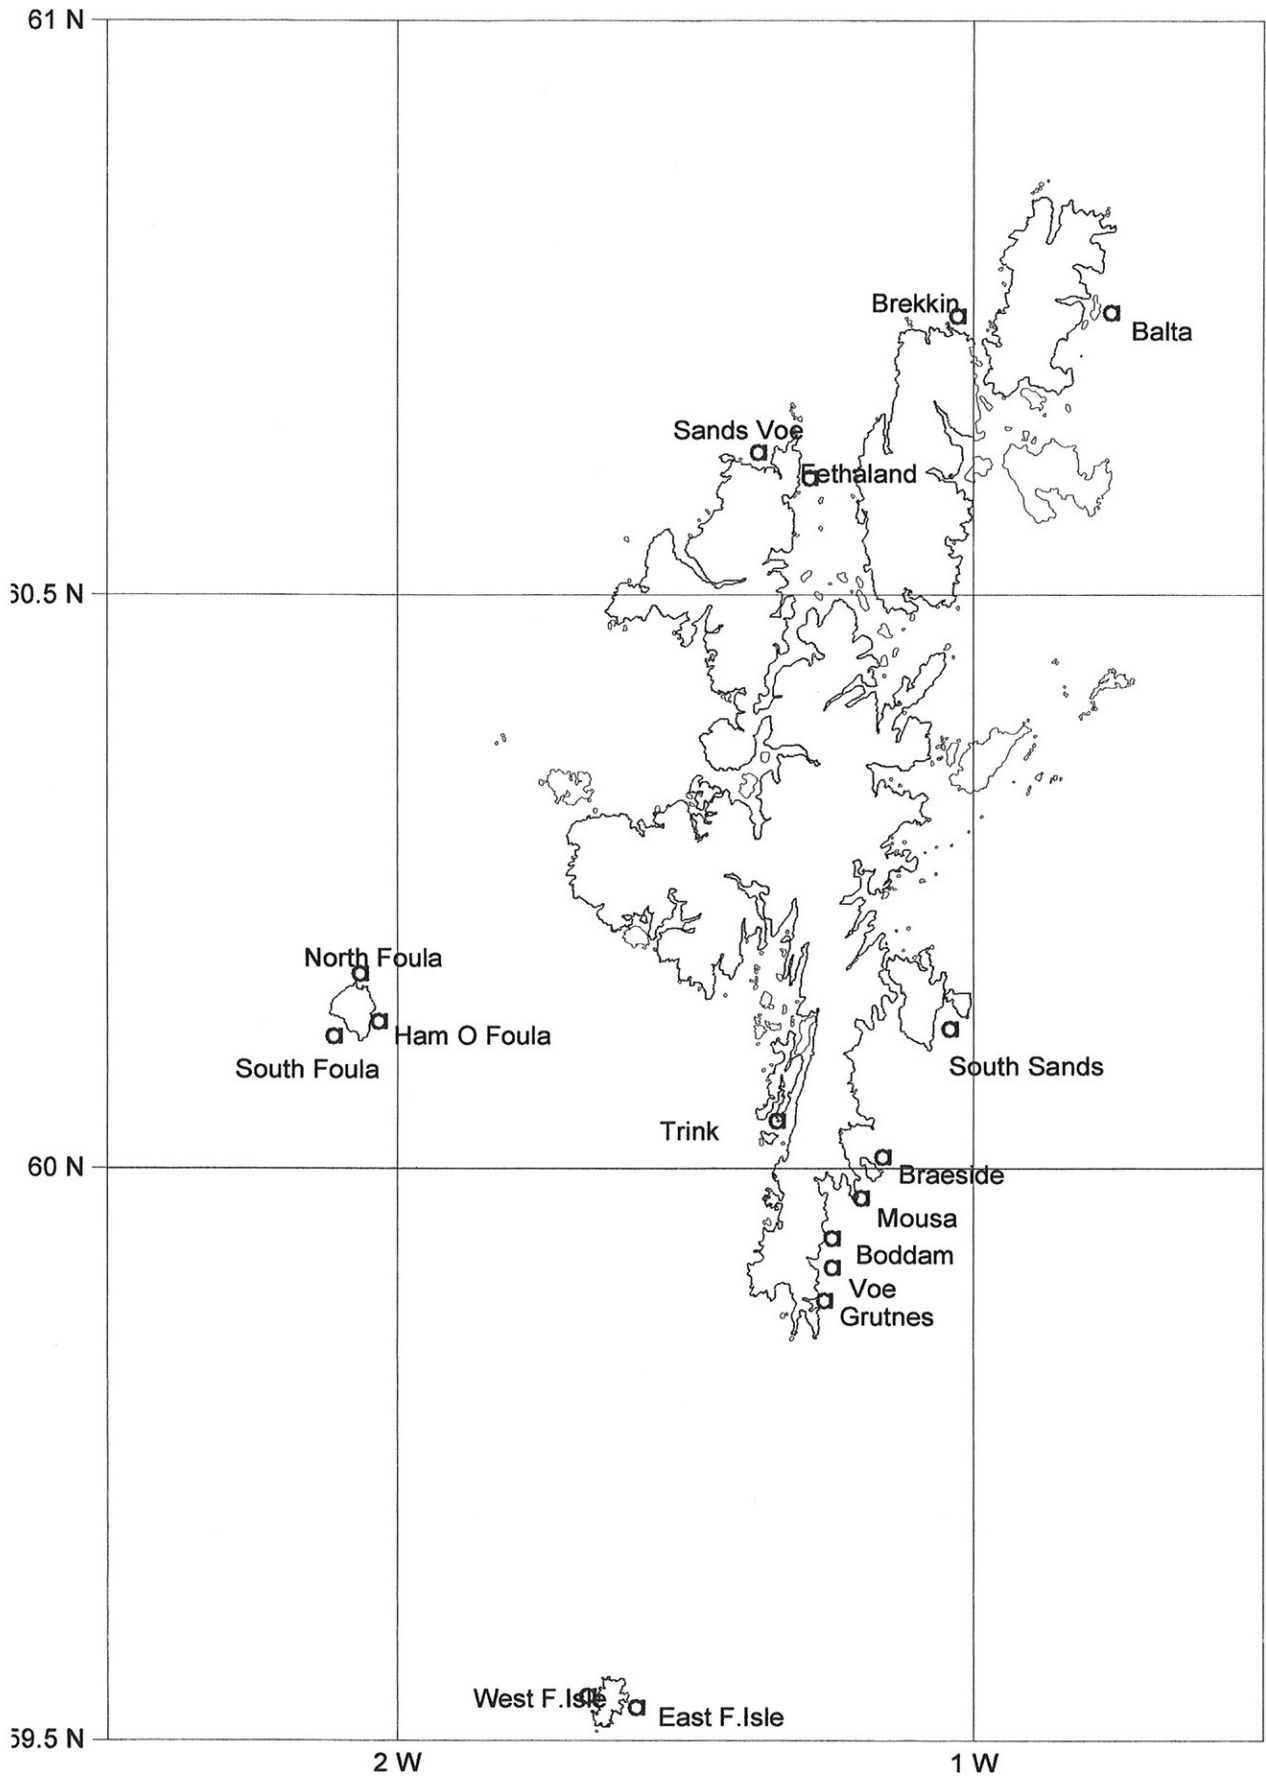 61 N
Brekkin
Balta
Sands Voe
Fethaland
60.5 N
North Foula
Ham O Foula
South Foula
South Sands
Trink
60 N
Braeside
Mousa
Boddam
Voe
Grutnes
West F.Isle
East F.Isle
59.5 N
2 W
1 W